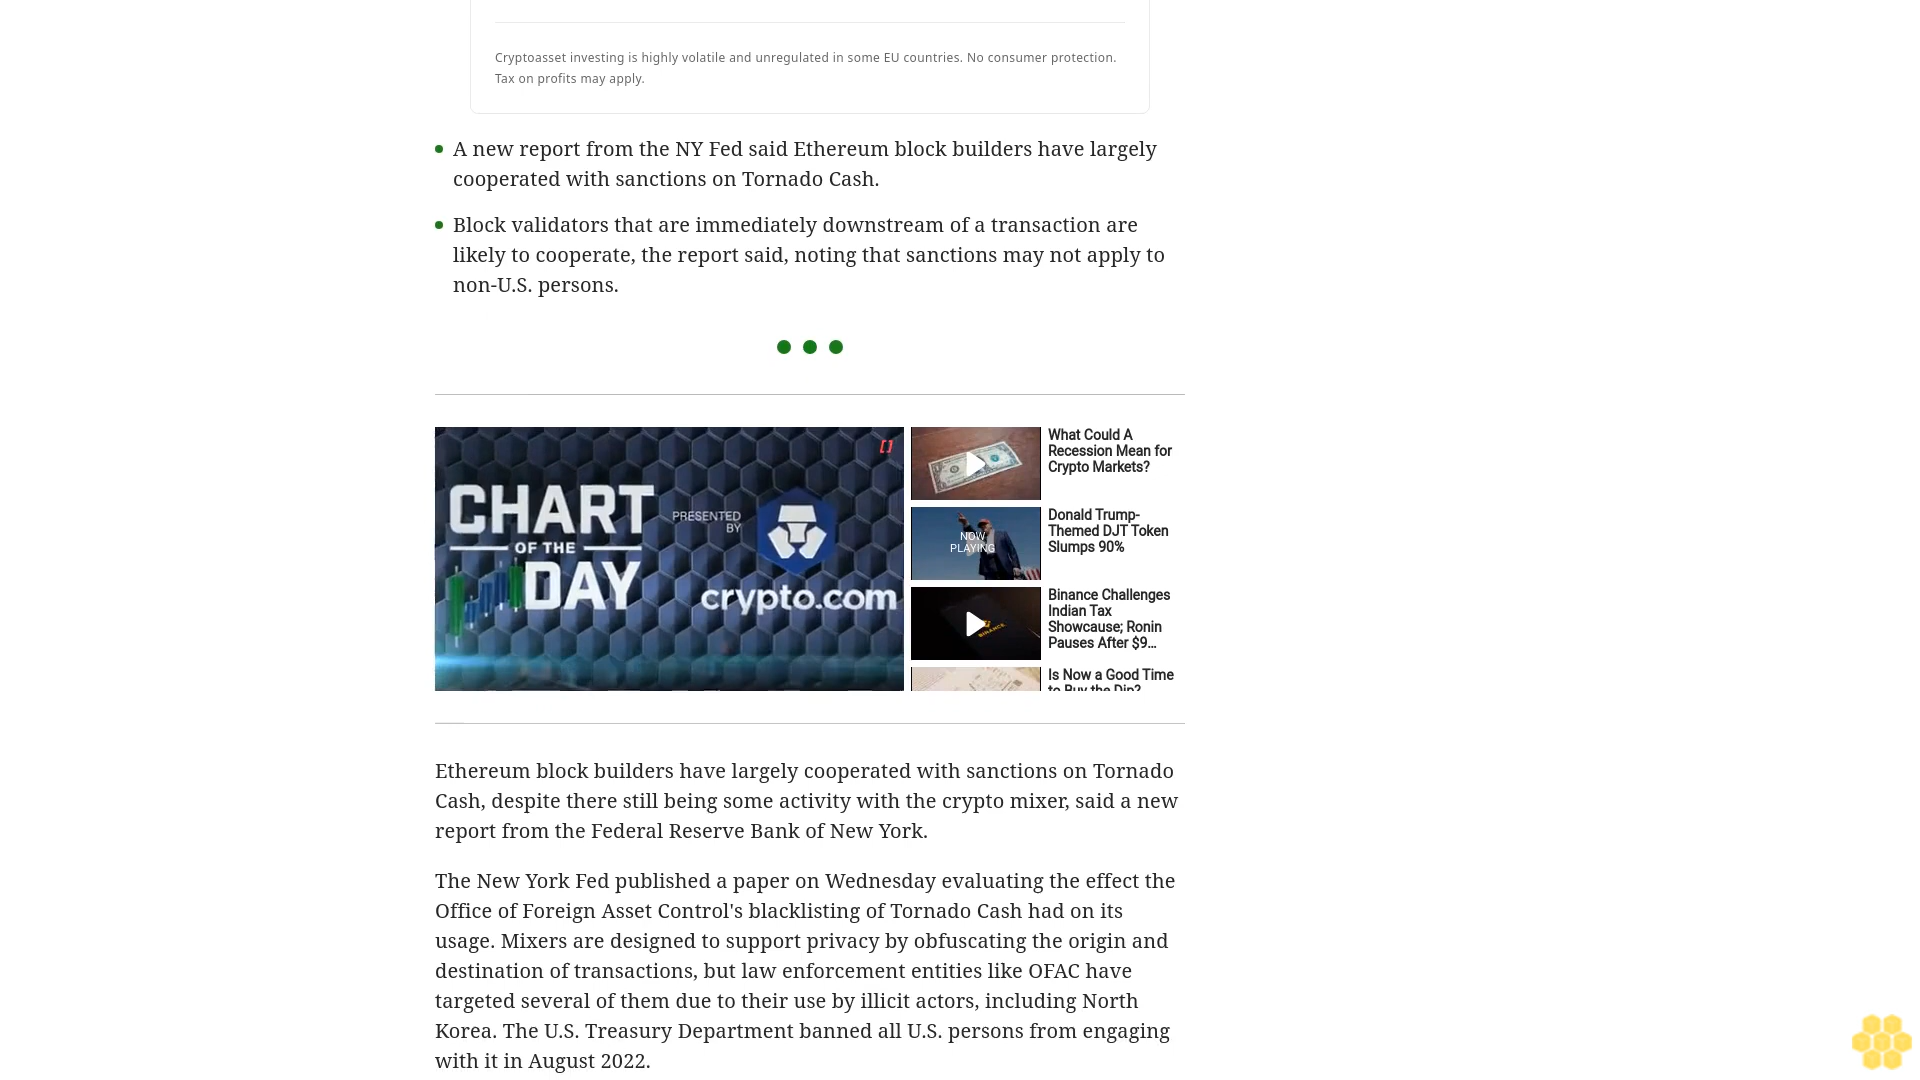 Cryptoasset investing is highly volatile and unregulated in some EU countries. No consumer protection.
Tax on profits may apply.
A new report from the NY Fed said Ethereum block builders have largely
cooperated with sanctions on Tornado Cash.
Block validators that are immediately downstream of a transaction are
likely to cooperate, the report said, noting that sanctions may not apply to
non-U.S. persons.
CHART
OF THE
DAY
PRESENTED
BY
crypto.com
What Could A
Recession Mean for
Crypto Markets?
NOW
PLAYING
Donald Trump-
Themed DJT Token
Slumps 90%
BINANCE
Binance Challenges
Indian Tax
Showcause; Ronin
Pauses After $9...
Is Now a Good Time
to Buy the Dip?
Ethereum block builders have largely cooperated with sanctions on Tornado
Cash, despite there still being some activity with the crypto mixer, said a new
report from the Federal Reserve Bank of New York.
The New York Fed published a paper on Wednesday evaluating the effect the
Office of Foreign Asset Control's blacklisting of Tornado Cash had on its
usage. Mixers are designed to support privacy by obfuscating the origin and
destination of transactions, but law enforcement entities like OFAC have
targeted several of them due to their use by illicit actors, including North
Korea. The U.S. Treasury Department banned all U.S. persons from engaging
with it in August 2022.